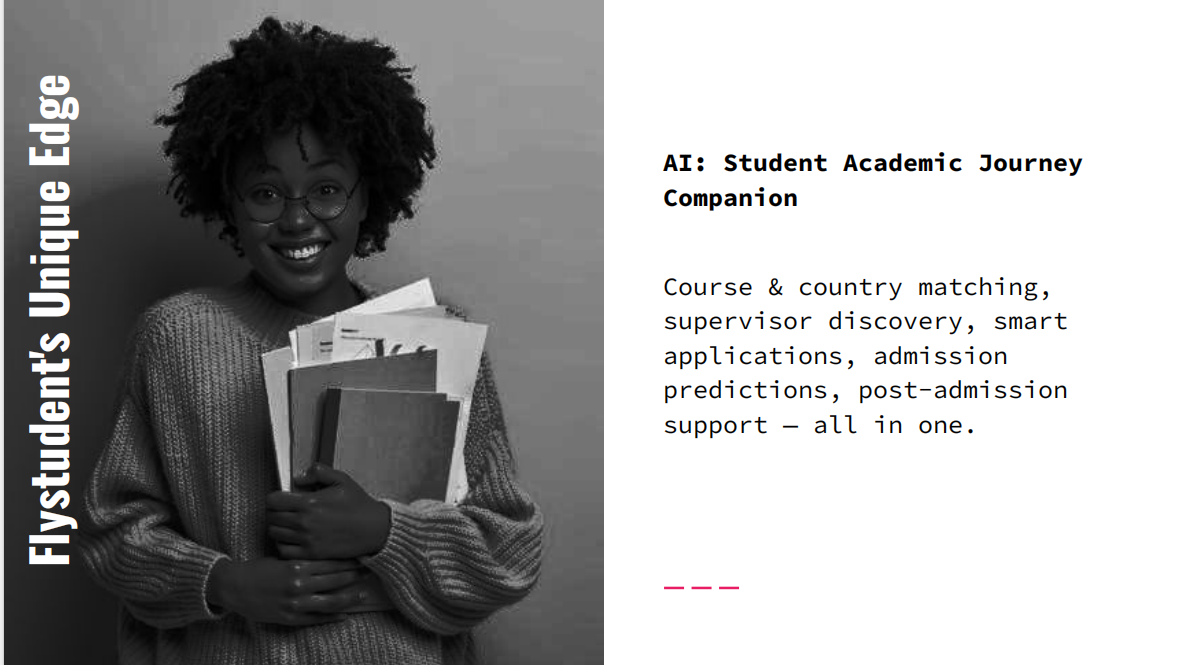 Flystudent's Unique Edge
AI: Student Academic Journey
Companion
Course & country matching,
supervisor discovery, smart
applications, admission
predictions, post-admission
support — all in one.